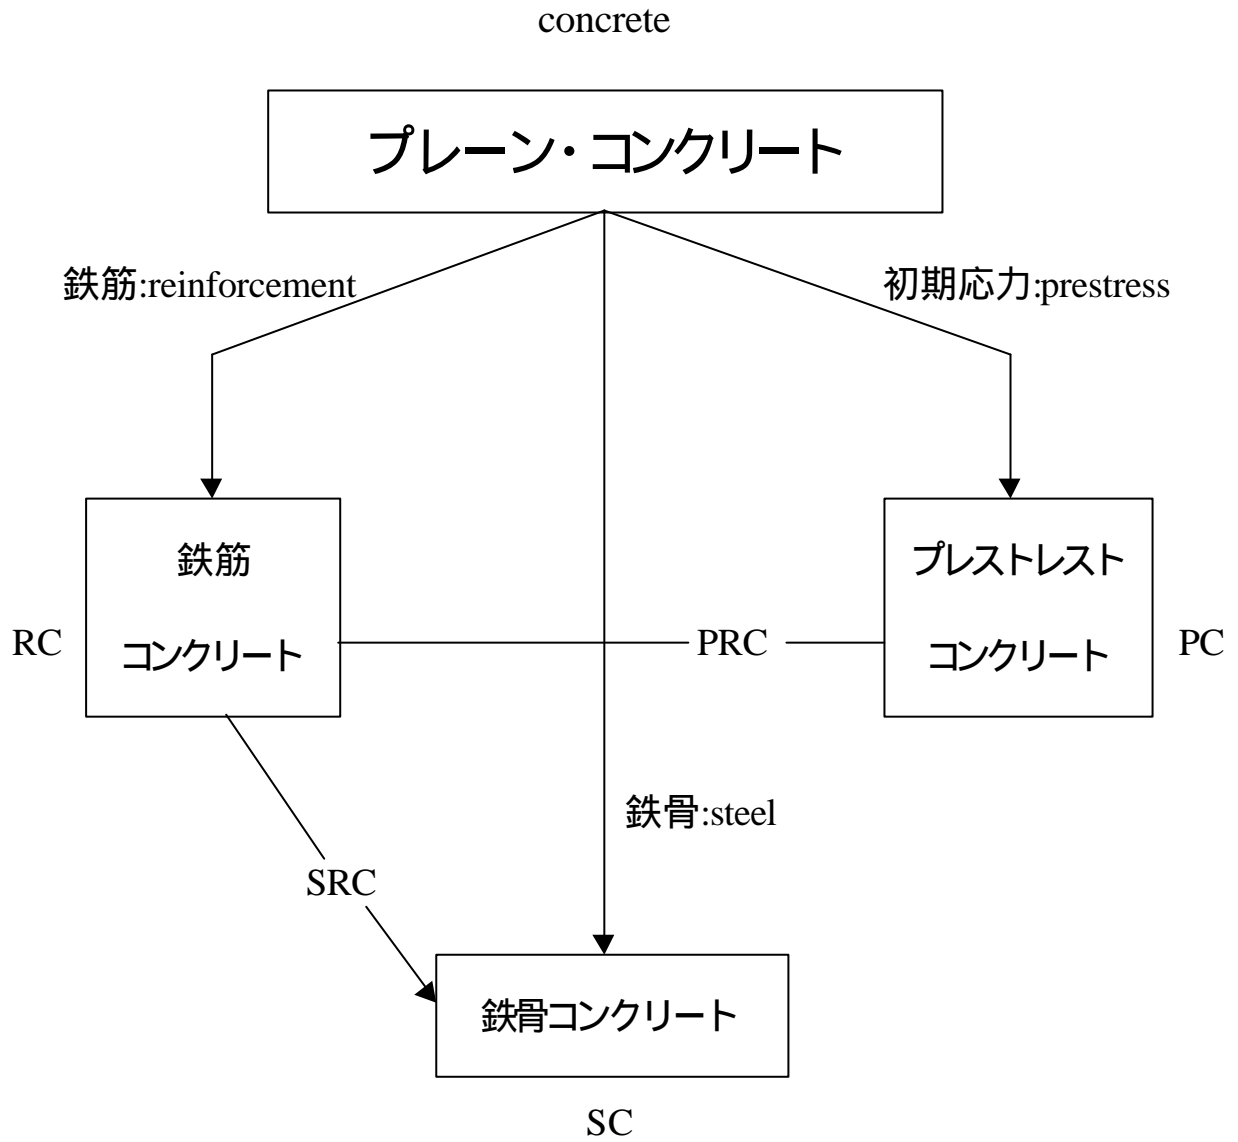 concrete
プレーン・コンクリート
鉄筋:reinforcement
初期応力:prestress
鉄筋
コンクリート
RC
PRC
プレストレスト
コンクリート
PC
鉄骨:steel
SRC
鉄骨コンクリート
SC